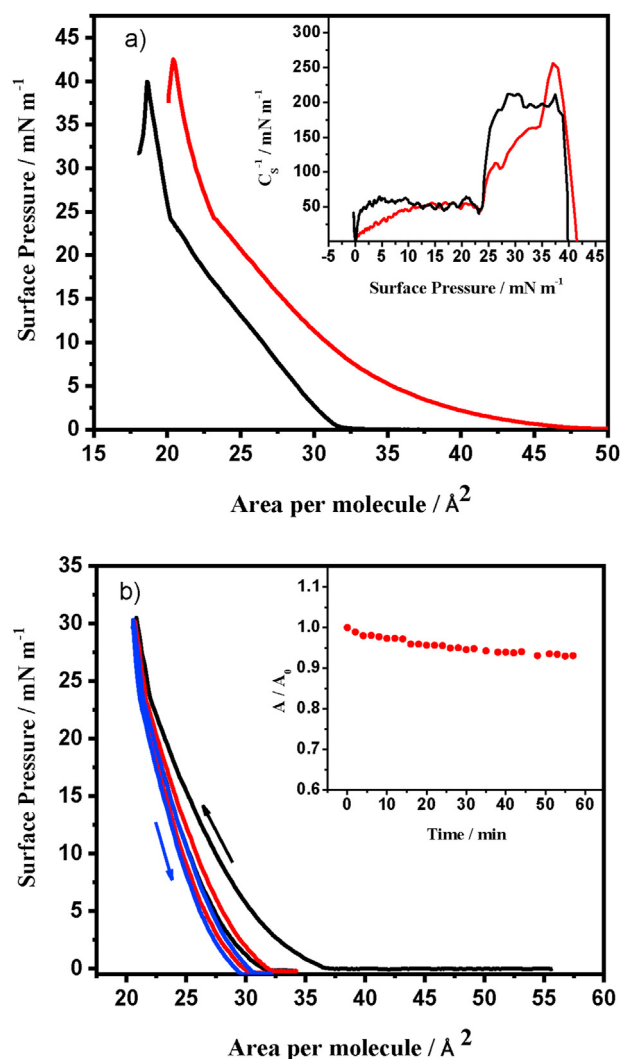 a)
45
40
35
30
25
20
15
10
5
0
Surface Pressure / mN m⁻¹
15 20 25 30 35 40 45 50
Area per molecule / Å²
250
200
150
100
50
Cₛ⁻¹ / mN m⁻¹
-5 0 5 10 15 20 25 30 35 40 45
Surface Pressure / mN m⁻¹
b)
35
30
25
20
15
10
5
0
Surface Pressure / mN m⁻¹
20 25 30 35 40 45 50 55 60
Area per molecule / Å²
1.1
1.0
0.9
0.8
0.7
0.6
A / A₀
0 10 20 30 40 50 60
Time / min